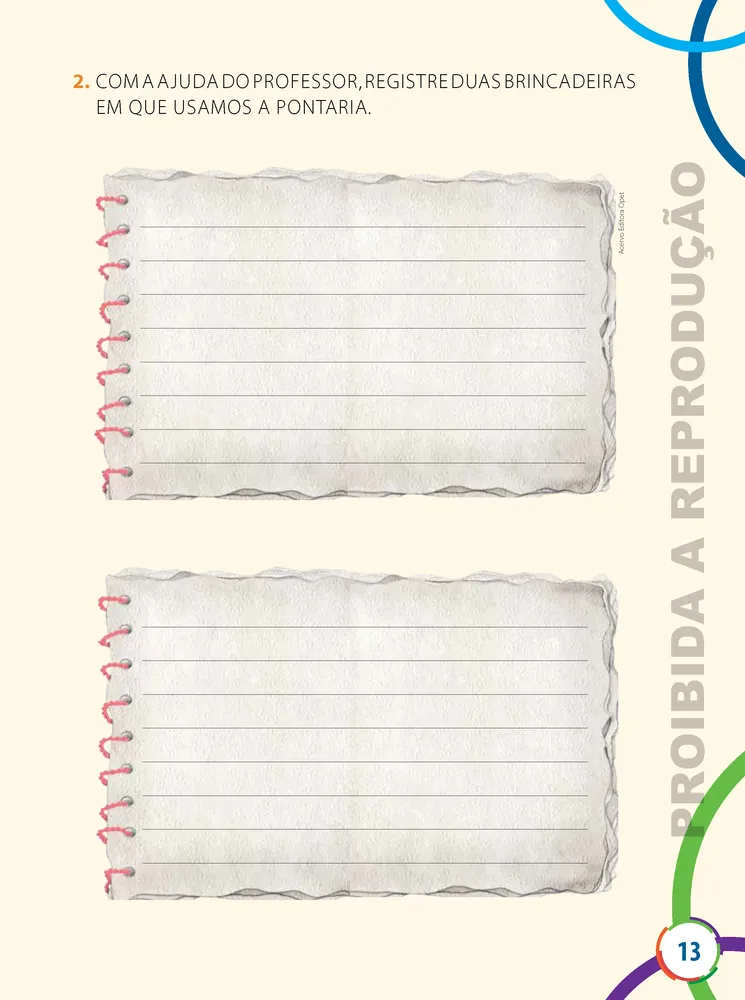 2. COM A AJUDA DO PROFESSOR, REGISTRE DUAS BRINCADEIRAS
EM QUE USAMOS A PONTARIA.
Acervo Editora Opet
PROIBIDA A REPRODUÇÃO
13